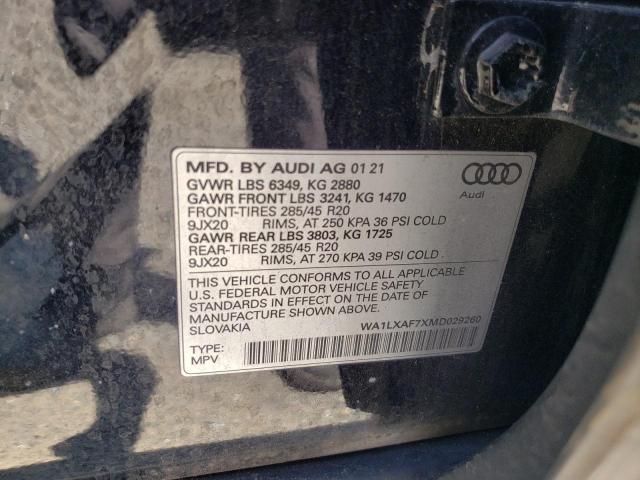 MFD. BY AUDI AG 01 21
GVWR LBS 6349, KG 2880
GAWR FRONT LBS 3241, KG 1470
FRONT-TIRES 285/45 R20
9JX20 RIMS, AT 250 KPA 36 PSI COLD
GAWR REAR LBS 3803, KG 1725
REAR-TIRES 285/45 R20
9JX20 RIMS, AT 270 KPA 39 PSI COLD .
Audi
THIS VEHICLE CONFORMS TO ALL APPLICABLE
U.S. FEDERAL MOTOR VEHICLE SAFETY
STANDARDS IN EFFECT ON THE DATE OF
MANUFACTURE SHOWN ABOVE.
SLOVAKIA WA1LXAF7XMD029260
TYPE:
MPV